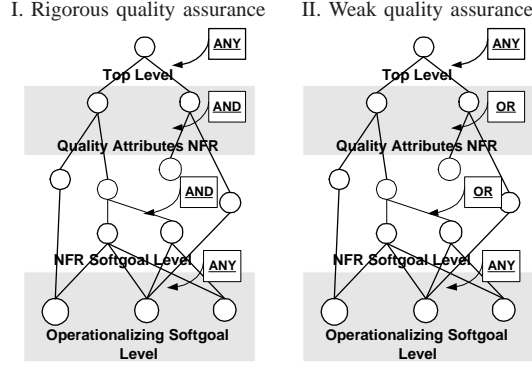 I. Rigorous quality assurance
ANY
Top Level
AND
Quality Attributes NFR
AND
NFR Softgoal Level
ANY
Operationalizing Softgoal
Level
II. Weak quality assurance
ANY
Top Level
OR
Quality Attributes NFR
OR
NFR Softgoal Level
ANY
Operationalizing Softgoal
Level